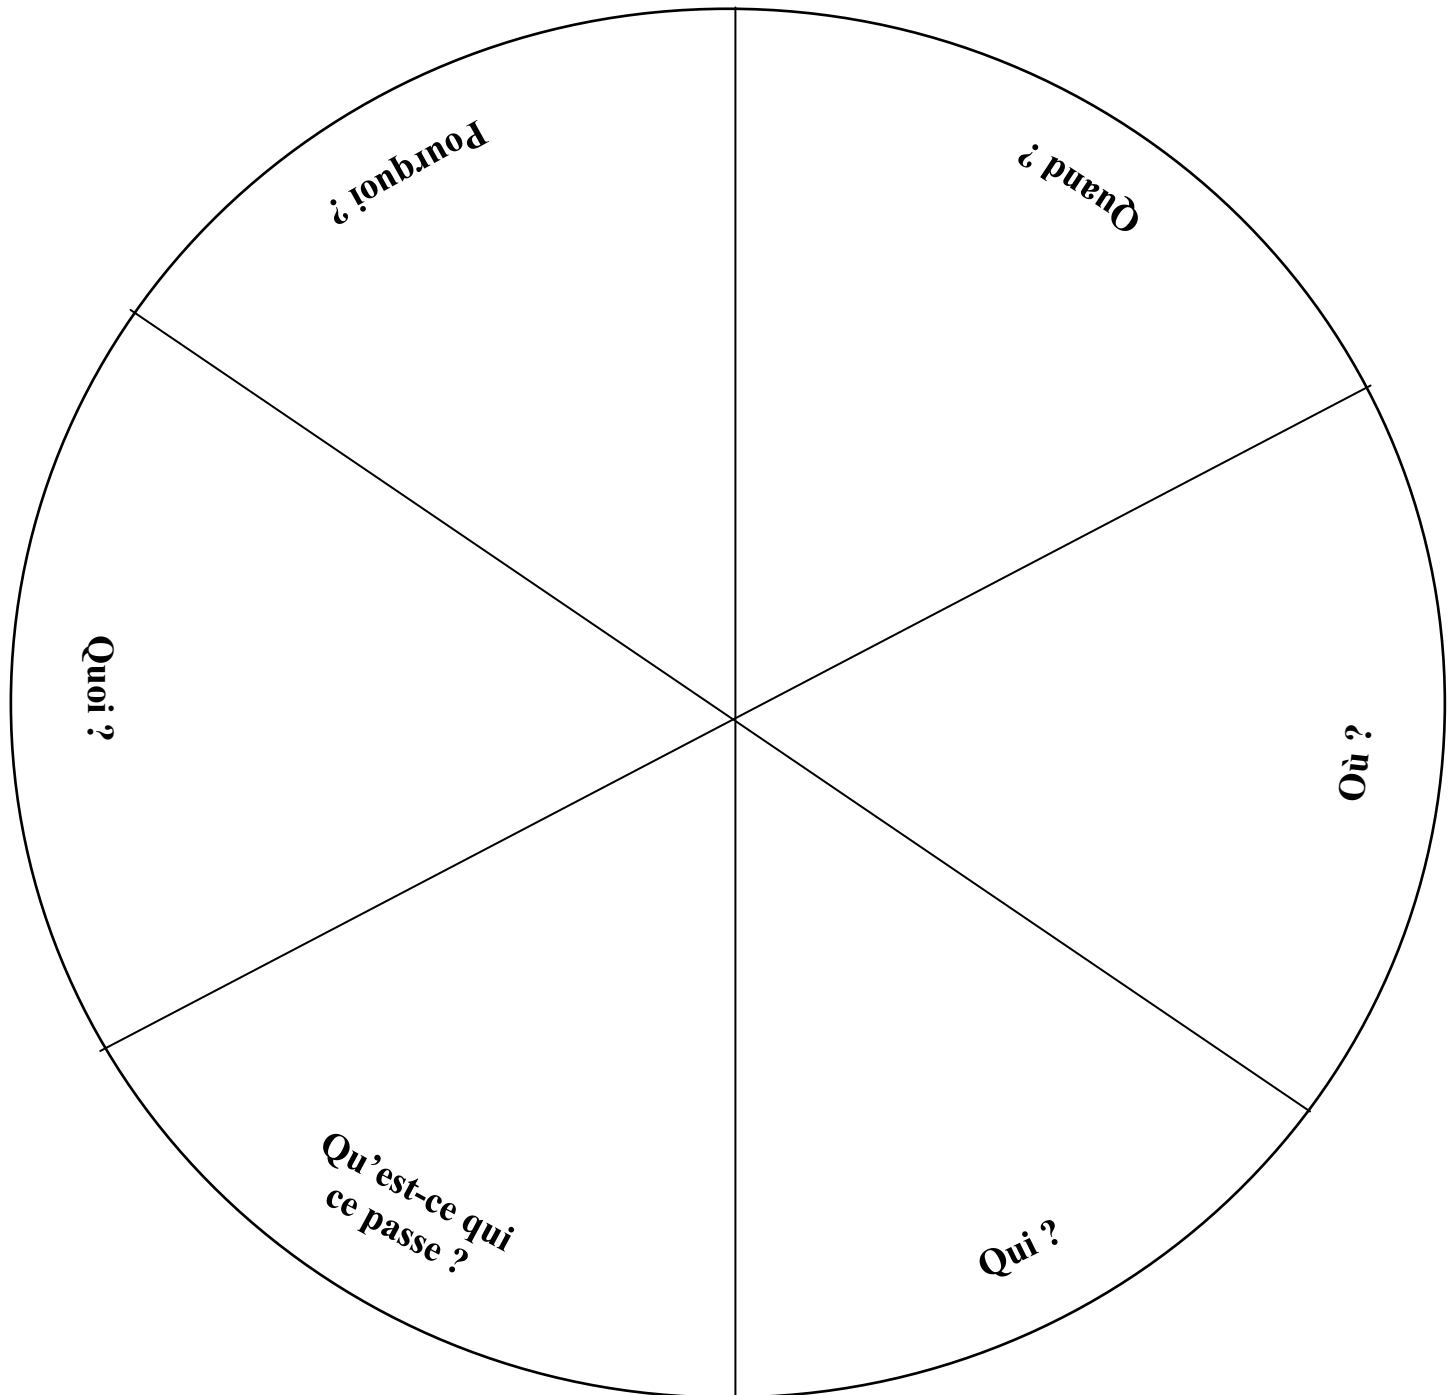 Pourquoi ?
Quand ?
Quoi ?
Où ?
Qu’est-ce qui
ce passe ?
Qui ?